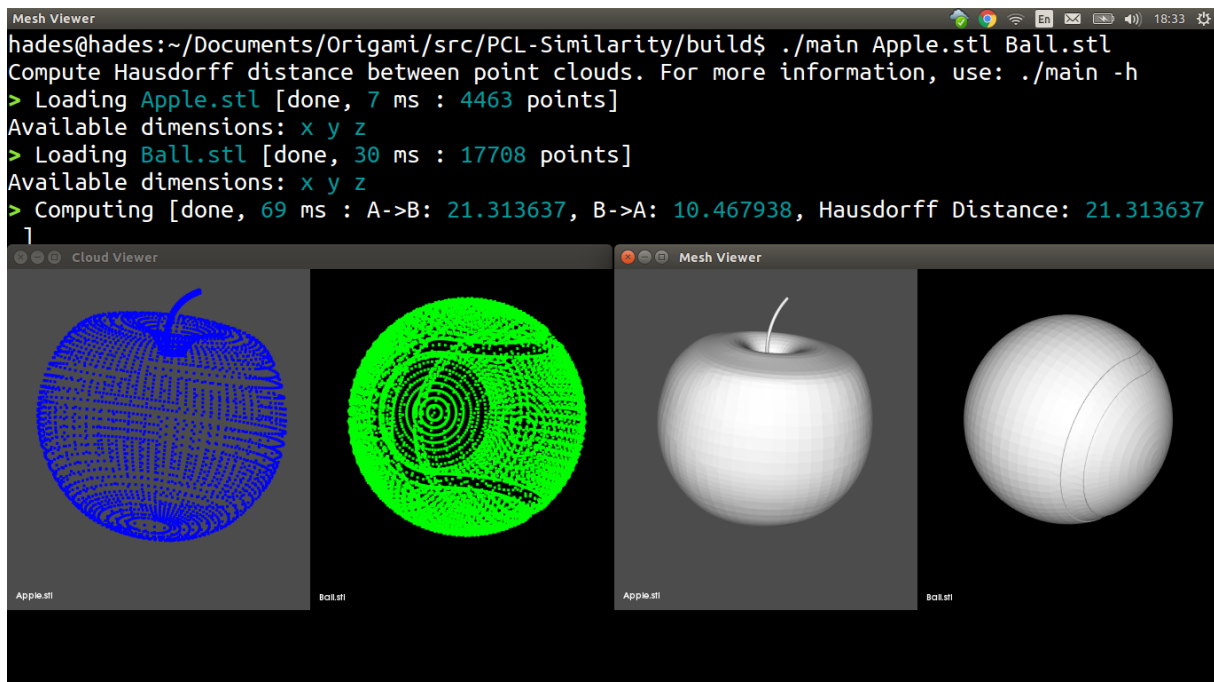 Mesh Viewer En 18:33
hades@hades:~/Documents/Origami/src/PCL-Similarity/build$ ./main Apple.stl Ball.stl
Compute Hausdorff distance between point clouds. For more information, use: ./main -h
> Loading Apple.stl [done, 7 ms : 4463 points]
Available dimensions: x y z
> Loading Ball.stl [done, 30 ms : 17708 points]
Available dimensions: x y z
> Computing [done, 69 ms : A->B: 21.313637, B->A: 10.467938, Hausdorff Distance: 21.313637
]
Cloud Viewer
Mesh Viewer
Apple.stl
Ball.stl
Apple.stl
Ball.stl